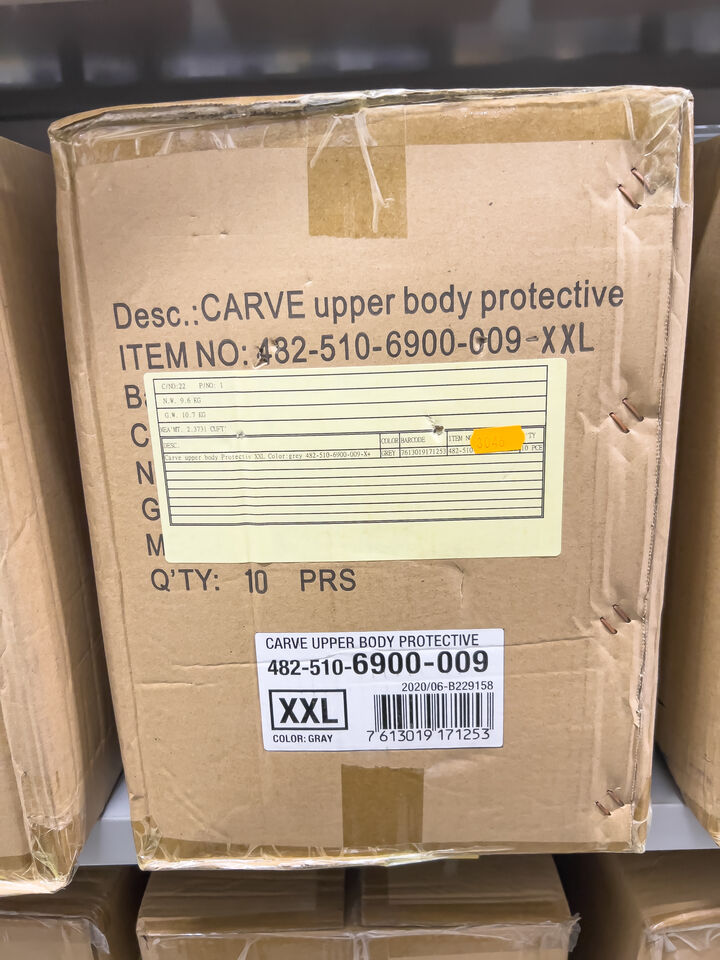 Desc.:CARVE upper body protective
ITEM NO: 482-510-6900-009-XXL
B
C/NO:22 P/NO: 1
N.W. 9.6 KG
G.W. 10.7 KG
MEA'MT. 2.3731 CUFT'
DESC. COLOR BARCODE ITEM NO 3046 TY
Carve upper body Protectiv XXL Color:grey 482-510-6900-009-X+ GREY 7613019171253 482-510 10 PCE
C
N
G
M
Q'TY: 10 PRS
CARVE UPPER BODY PROTECTIVE
482-510-6900-009
2020/06-B229158
XXL
COLOR: GRAY
7 613019 171253